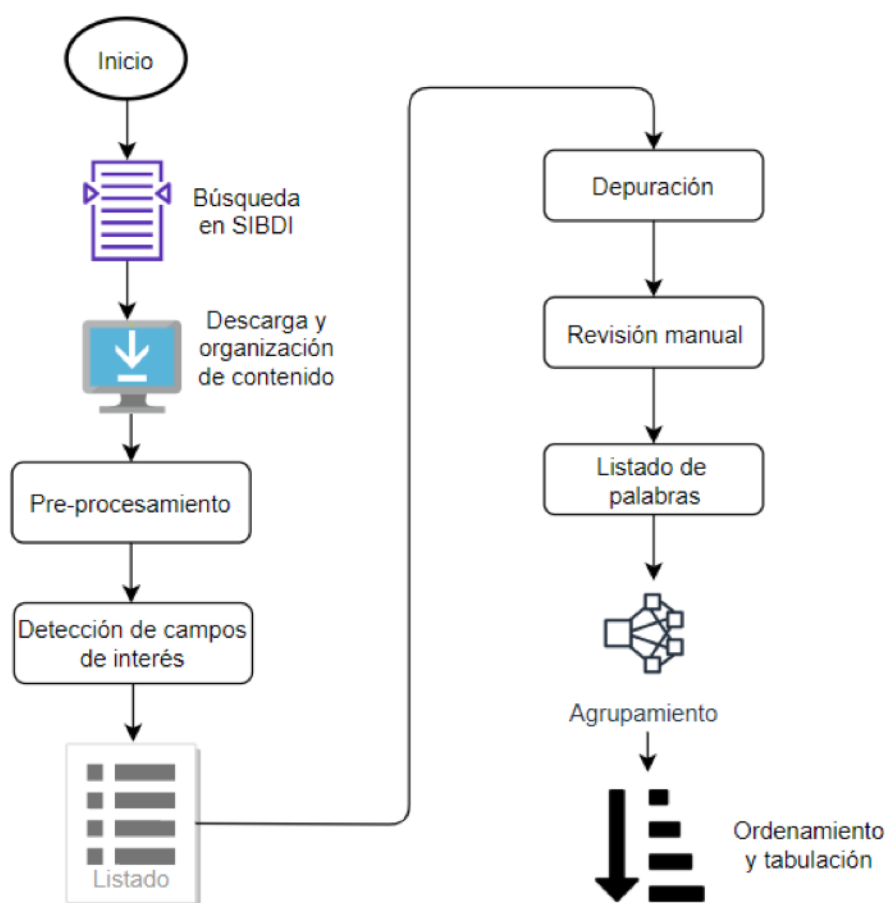 Inicio
Búsqueda
en SIBDI
Descarga y
organización
de contenido
Pre-procesamiento
Detección de campos
de interés
Listado
Depuración
Revisión manual
Listado de
palabras
Agrupamiento
Ordenamiento
y tabulación